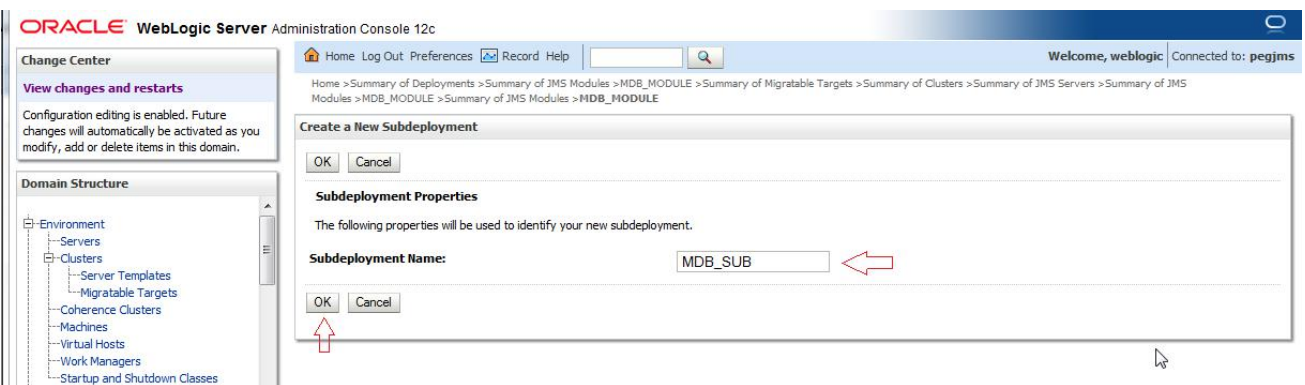 ORACLE WebLogic Server Administration Console 12c
Change Center
View changes and restarts
Configuration editing is enabled. Future
changes will automatically be activated as you
modify, add or delete items in this domain.
Domain Structure
Environment
Servers
Clusters
Server Templates
Migratable Targets
Coherence Clusters
Machines
Virtual Hosts
Work Managers
Startup and Shutdown Classes
Home Log Out Preferences Record Help
Welcome, weblogic Connected to: pegjms
Home >Summary of Deployments >Summary of JMS Modules >MDB_MODULE >Summary of Migratable Targets >Summary of Clusters >Summary of JMS Servers >Summary of JMS
Modules >MDB_MODULE >Summary of JMS Modules >MDB_MODULE
Create a New Subdeployment
OK Cancel
Subdeployment Properties
The following properties will be used to identify your new subdeployment.
Subdeployment Name: MDB_SUB
OK Cancel